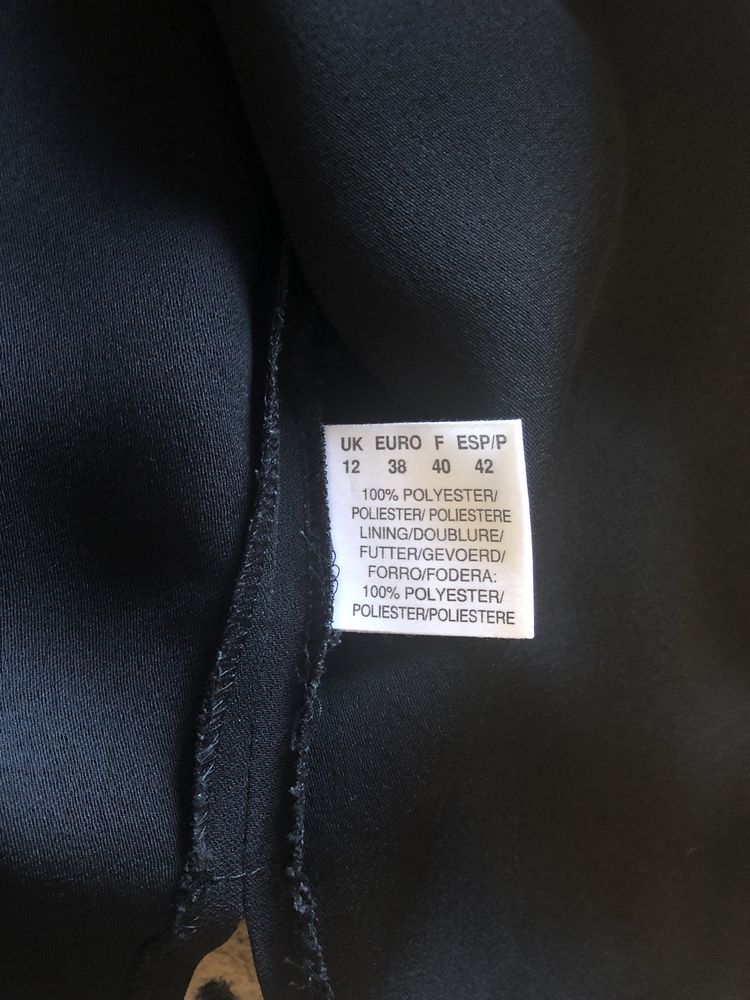 UK EURO F ESP/P
12 38 40 42
100% POLYESTER/
POLIESTER/ POLIESTERE
LINING/DOUBLURE/
FUTTER/GEVOERD/
FORRO/FODERA:
100% POLYESTER/
POLIESTER/POLIESTERE